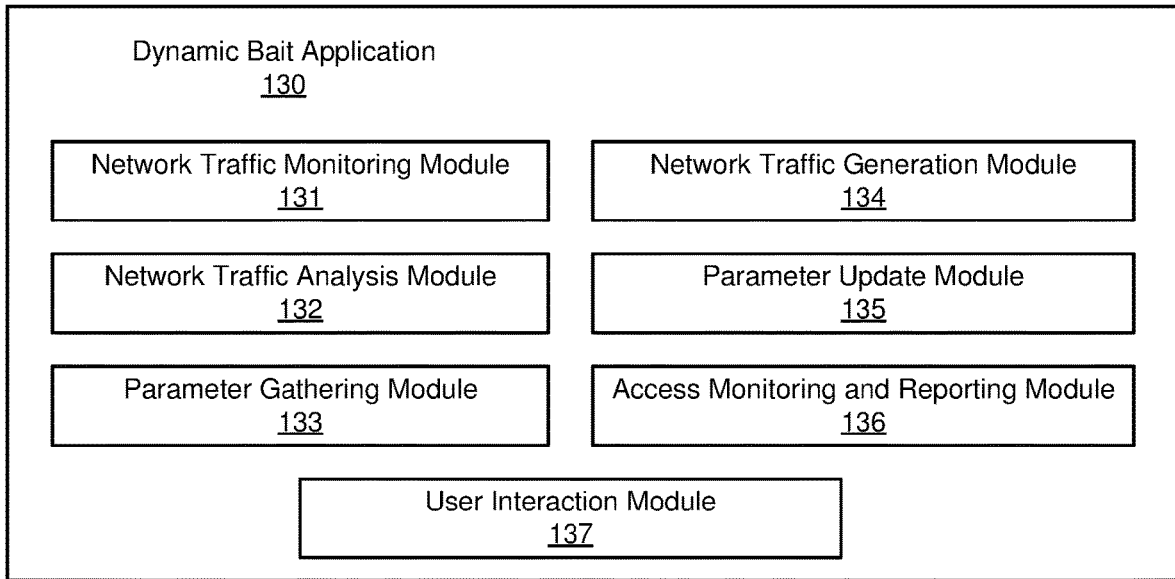 Dynamic Bait Application
130
Network Traffic Monitoring Module
131
Network Traffic Generation Module
134
Network Traffic Analysis Module
132
Parameter Update Module
135
Parameter Gathering Module
133
Access Monitoring and Reporting Module
136
User Interaction Module
137